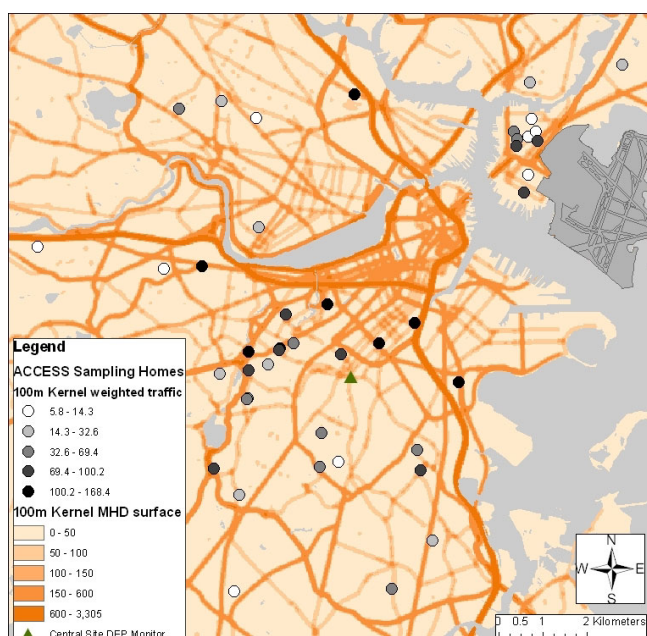 Legend
ACCESS Sampling Homes
100m Kernel weighted traffic
5.8 - 14.3
14.3 - 32.6
32.6 - 69.4
69.4 - 100.2
100.2 - 168.4
100m Kernel MHD surface
0 - 50
50 - 100
100 - 150
150 - 600
600 - 3,305
Central Site DEP Monitor
N
W E
S
0 0.5 1 2 Kilometers